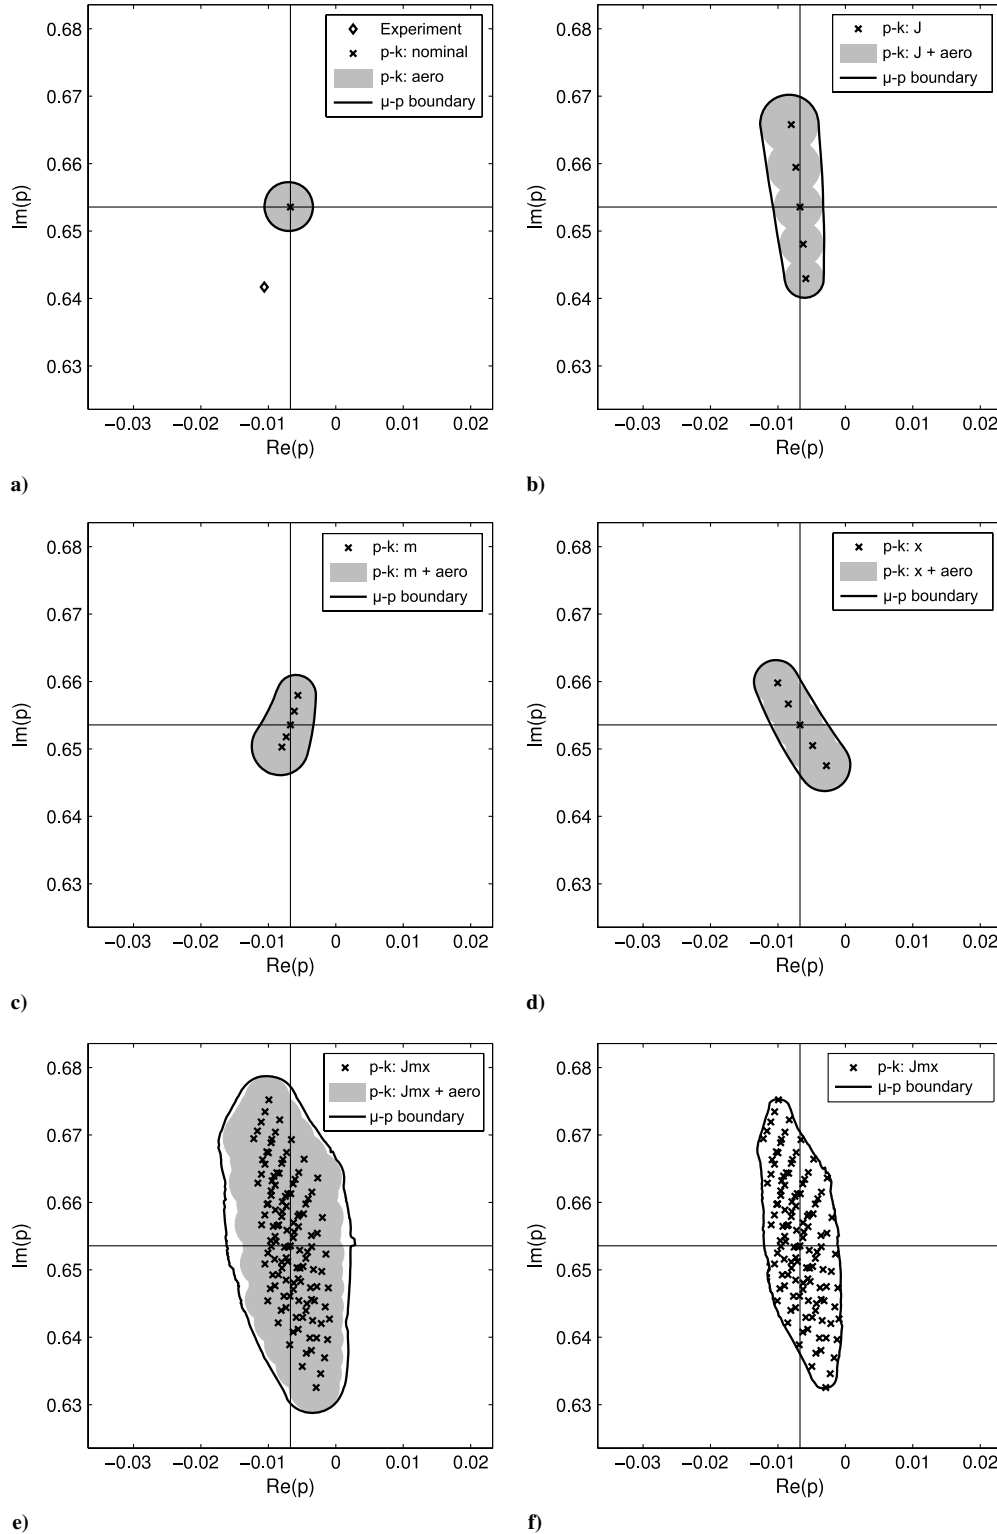 0.68
0.67
0.66
0.65
0.64
0.63
Im(p)
−0.03 −0.02 −0.01 0 0.01 0.02
Re(p)
Experiment
p-k: nominal
p-k: aero
μ-p boundary
a)
0.68
0.67
0.66
0.65
0.64
0.63
Im(p)
−0.03 −0.02 −0.01 0 0.01 0.02
Re(p)
p-k: J
p-k: J + aero
μ-p boundary
b)
0.68
0.67
0.66
0.65
0.64
0.63
Im(p)
−0.03 −0.02 −0.01 0 0.01 0.02
Re(p)
p-k: m
p-k: m + aero
μ-p boundary
c)
0.68
0.67
0.66
0.65
0.64
0.63
Im(p)
−0.03 −0.02 −0.01 0 0.01 0.02
Re(p)
p-k: x
p-k: x + aero
μ-p boundary
d)
0.68
0.67
0.66
0.65
0.64
0.63
Im(p)
−0.03 −0.02 −0.01 0 0.01 0.02
Re(p)
p-k: Jmx
p-k: Jmx + aero
μ-p boundary
e)
0.68
0.67
0.66
0.65
0.64
0.63
Im(p)
−0.03 −0.02 −0.01 0 0.01 0.02
Re(p)
p-k: Jmx
μ-p boundary
f)